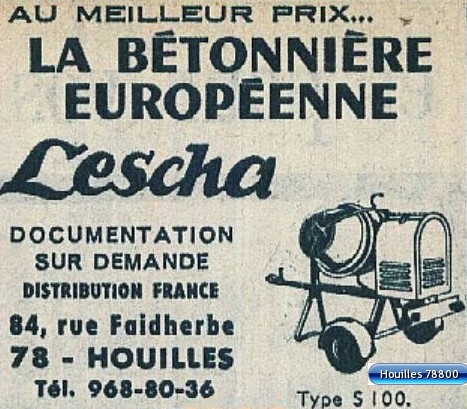 AU MEILLEUR PRIX...
LA BÉTONNIÈRE
EUROPÉENNE
Lescha
DOCUMENTATION
SUR DEMANDE
DISTRIBUTION FRANCE
84, rue Faidherbe
78 - HOUILLES
Tél. 968-80-36
Houilles 78800
Type S 100.